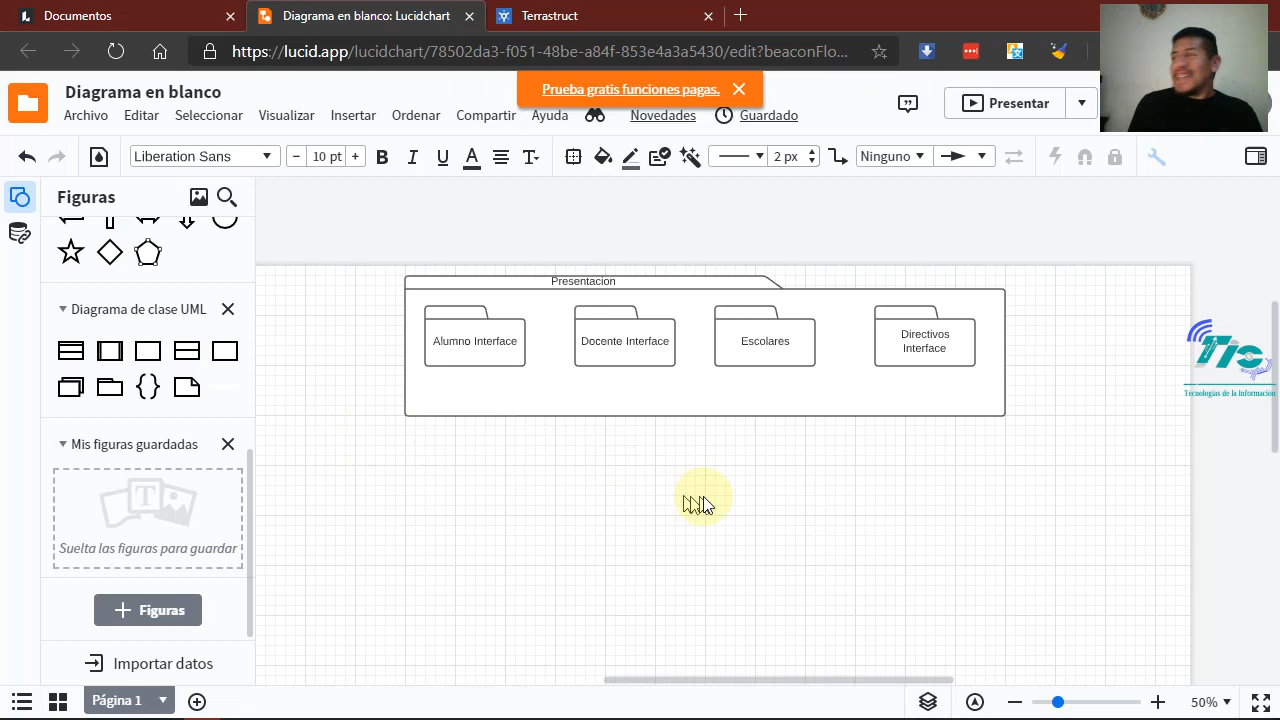 Documentos
Diagrama en blanco: Lucidchart
Terrastruct
https://lucid.app/lucidchart/78502da3-f051-48be-a84f-853e4a3a5430/edit?beaconFlo...
Diagrama en blanco
Prueba gratis funciones pagas.
Presentar
Archivo Editar Seleccionar Visualizar Insertar Ordenar Compartir Ayuda Novedades Guardado
Liberation Sans
10 pt
2 px
Ninguno
Figuras
Diagrama de clase UML
Mis figuras guardadas
Suelta las figuras para guardar
Figuras
Importar datos
Presentacion
Alumno Interface
Docente Interface
Escolares
Directivos
Interface
Tic
Tecnologías de la Información
Página 1
50%